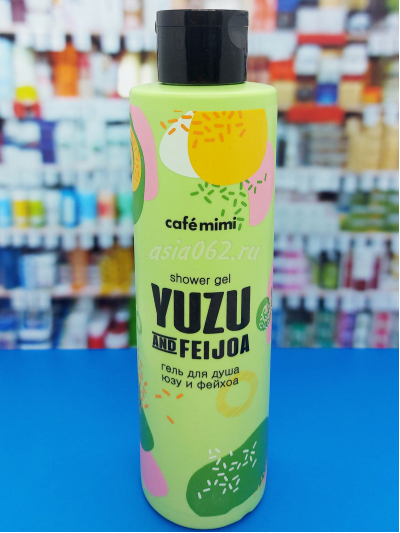 café mimi
asia062.ru
shower gel
YUZU
AND FEIJOA
гель для душа
юзу и фейхоа